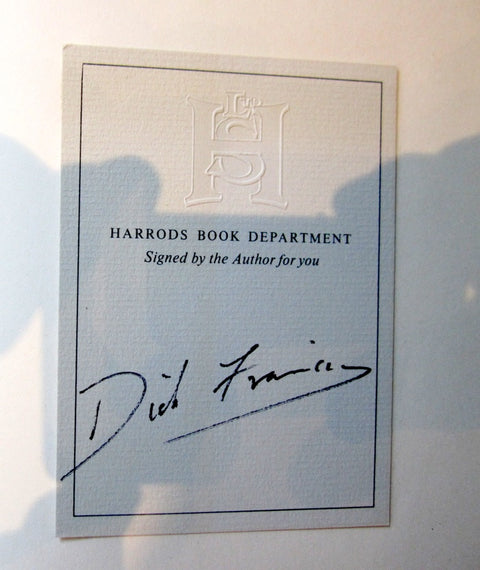 HARRODS BOOK DEPARTMENT
Signed by the Author for you
Dick Francis